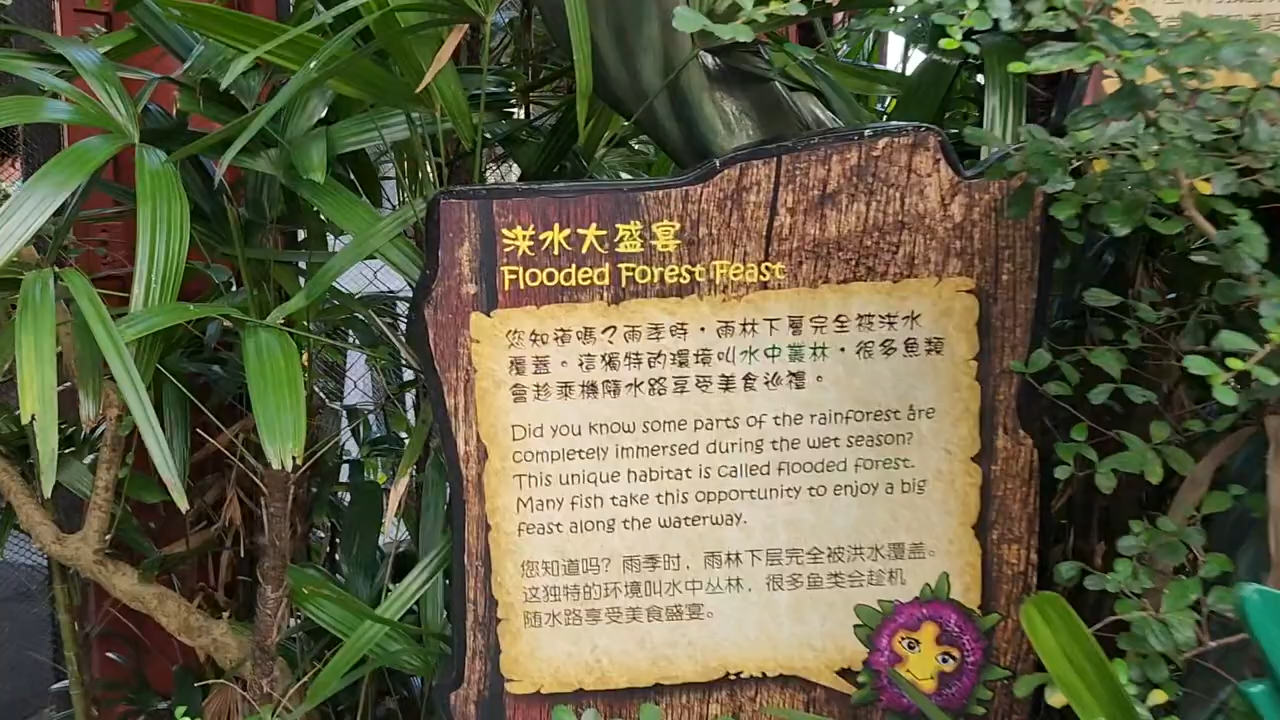 洪水大盛宴
Flooded Forest Feast
您知道嗎？雨季時，雨林下層完全被洪水
覆蓋。這獨特的環境叫水中叢林，很多魚類
會趁乘機隨水路享受美食巡禮。
Did you know some parts of the rainforest are
completely immersed during the wet season?
This unique habitat is called flooded forest.
Many fish take this opportunity to enjoy a big
feast along the waterway.
您知道吗？雨季时，雨林下层完全被洪水覆盖。
这独特的环境叫水中丛林，很多鱼类会趁机
随水路享受美食盛宴。